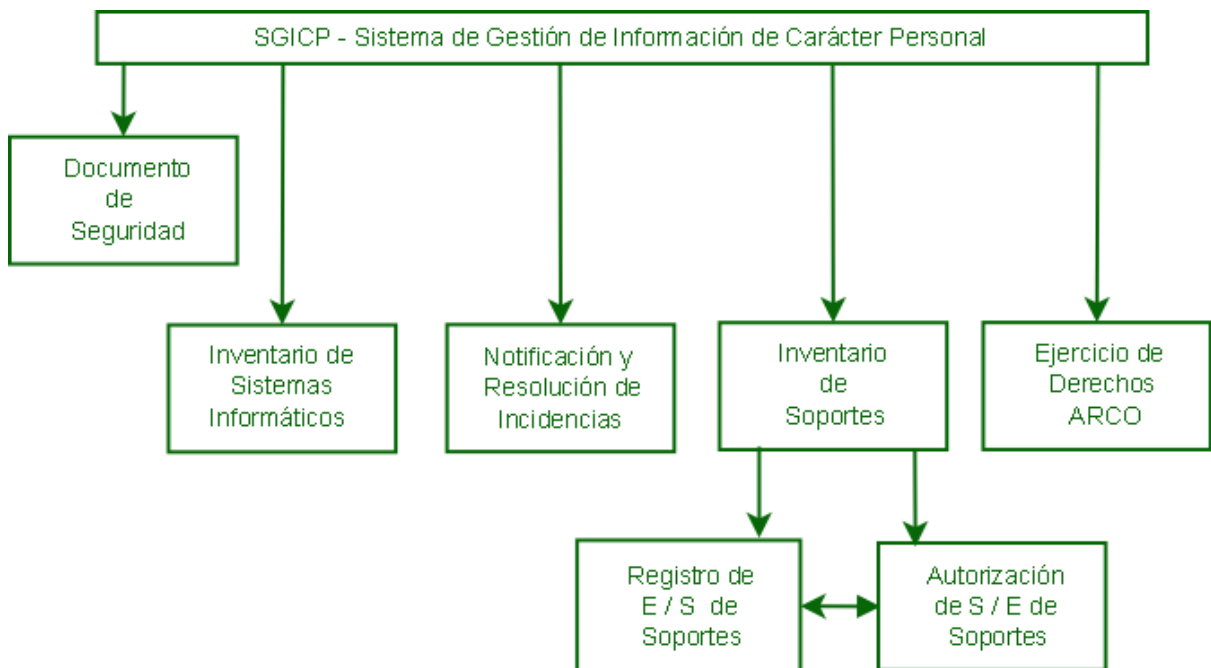 SGICP - Sistema de Gestión de Información de Carácter Personal
Documento
de
Seguridad
Inventario de
Sistemas
Informáticos
Notificación y
Resolución de
Incidencias
Inventario
de
Soportes
Ejercicio de
Derechos
ARCO
Registro de
E / S de
Soportes
Autorización
de S / E de
Soportes